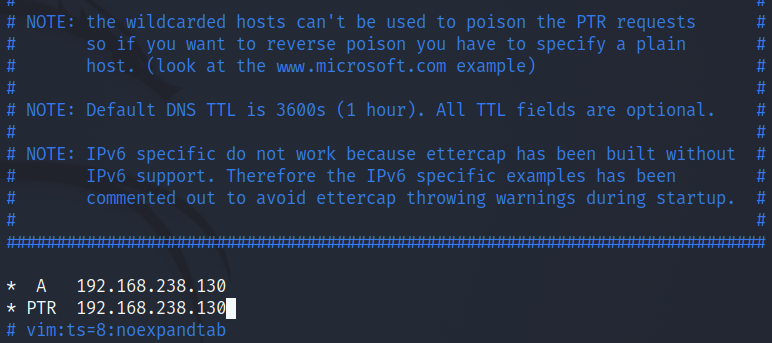 #                                                                          #
# NOTE: the wildcarded hosts can't be used to poison the PTR requests      #
#       so if you want to reverse poison you have to specify a plain       #
#       host. (look at the www.microsoft.com example)                      #
#                                                                          #
# NOTE: Default DNS TTL is 3600s (1 hour). All TTL fields are optional.    #
#                                                                          #
# NOTE: IPv6 specific do not work because ettercap has been built without  #
#       IPv6 support. Therefore the IPv6 specific examples has been        #
#       commented out to avoid ettercap throwing warnings during startup.  #
#                                                                          #
############################################################################
*  A   192.168.238.130
* PTR  192.168.238.130
# vim:ts=8:noexpandtab